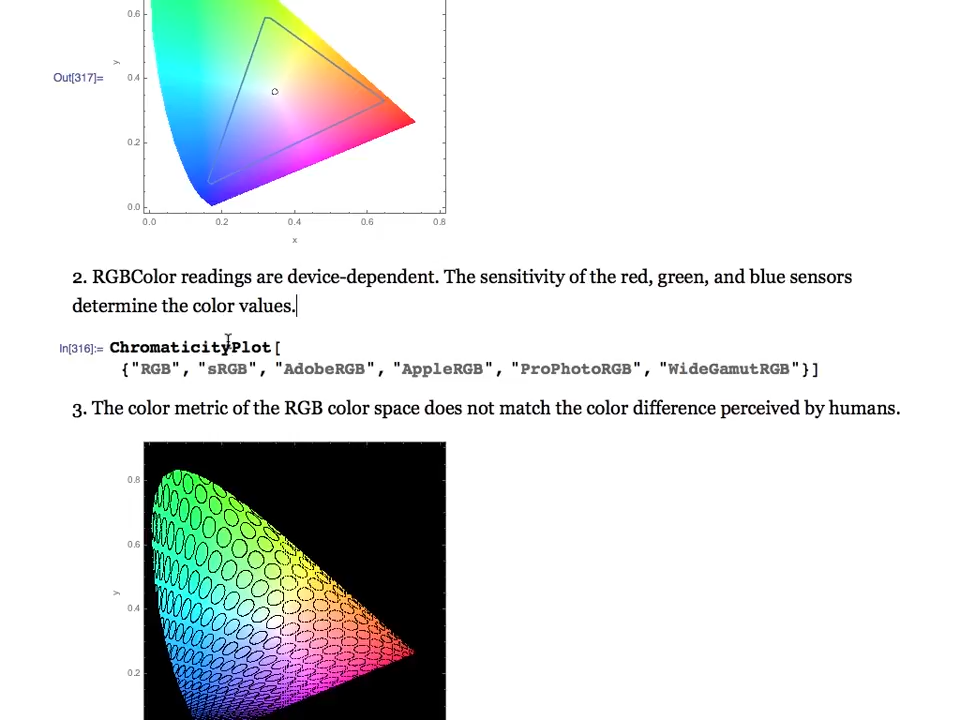 0.6
y
Out[317]=
0.4
0.2
0.0
0.0 0.2 0.4 0.6 0.8
x
2. RGBColor readings are device-dependent. The sensitivity of the red, green, and blue sensors
determine the color values.
In[316]:= ChromaticityPlot[
{"RGB", "sRGB", "AdobeRGB", "AppleRGB", "ProPhotoRGB", "WideGamutRGB"}]
3. The color metric of the RGB color space does not match the color difference perceived by humans.
0.8
0.6
y
0.4
0.2